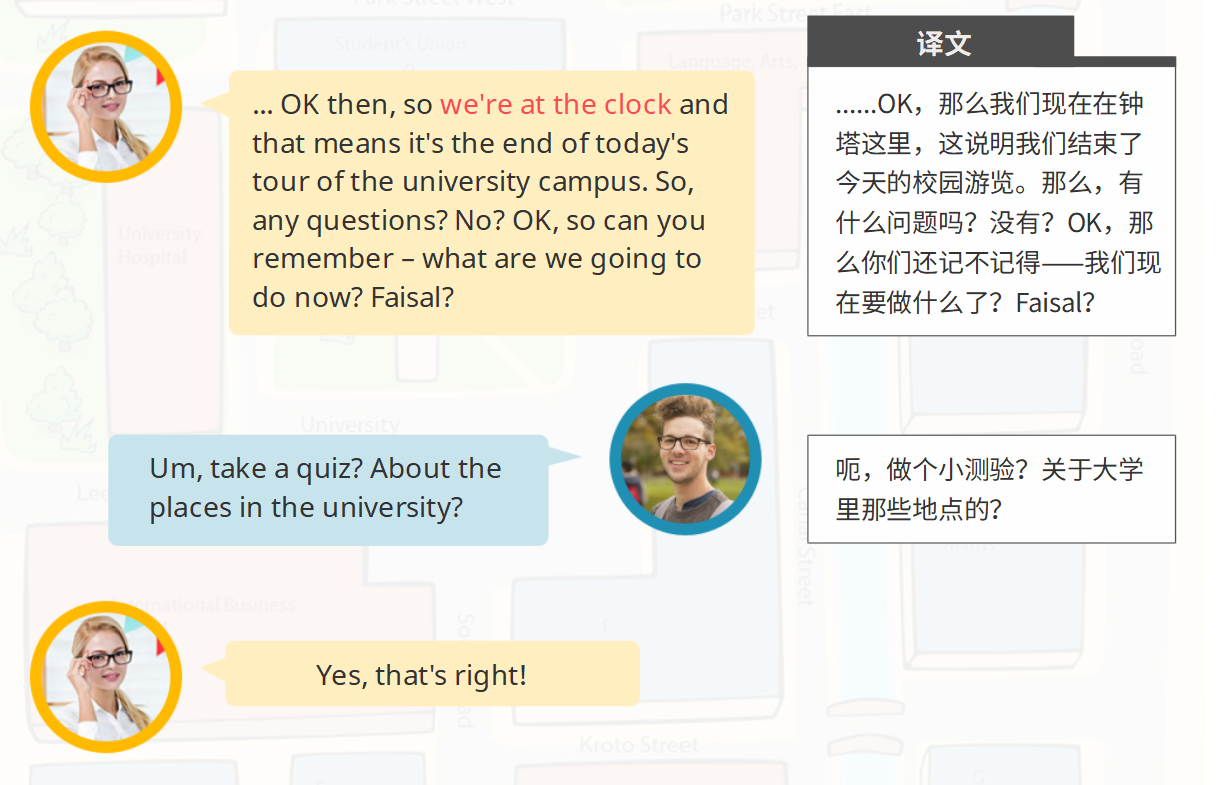 Park Street West
Park Street East
Student's Union
Language, Arts,
译文
... OK then, so we're at the clock and
that means it's the end of today's
tour of the university campus. So,
any questions? No? OK, so can you
remember – what are we going to
do now? Faisal?
......OK，那么我们现在在钟
塔这里，这说明我们结束了
今天的校园游览。那么，有
什么问题吗？没有？OK，那
么你们还记不记得——我们现
在要做什么了？Faisal？
University
Hospital
University
Um, take a quiz? About the
places in the university?
呃，做个小测验？关于大学
里那些地点的？
Canal Street
Maths
International Business
Yes, that's right!
Kroto Street